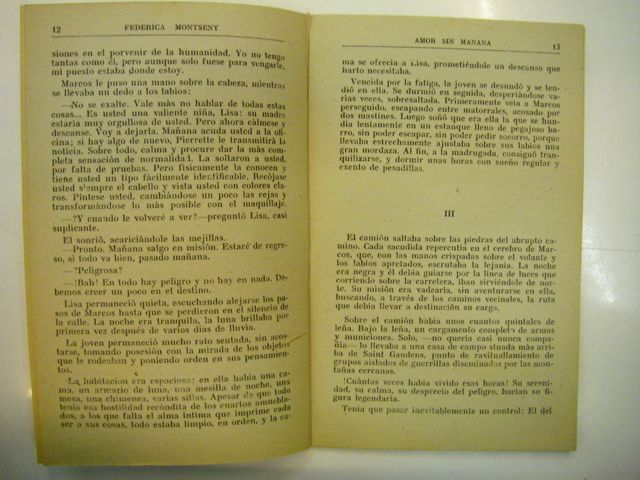 12 FEDERICA MONTSENY
siones en el porvenir de la humanidad. Yo no tengo
tantas como él, pero aunque solo fuese para vengarle,
mi puesto estaba donde estoy.
Marcos le puso una mano sobre la cabeza, mientras
se llevaba un dedo a los labios:
—No se exalte. Vale más no hablar de todas estas
cosas... Es usted una valiente niña, Lisa: su madre
estaria muy orgullosa de usted. Pero ahora cálmese y
descanse. Voy a dejarla. Mañana acuda usted a la ofi-
cina; si hay algo de nuevo, Pierrette le transmitirá la
noticia. Sobre todo, calma y procure dar la más com-
pleta sensación de normalidad. La soltaron a usted,
por falta de pruebas. Pero fisicamente la conocen y
tiene usted un tipo fácilmente identificable. Recójase
usted siempre el cabello y vista usted con colores cla-
ros. Píntese usted, cambiándose un poco las cejas y
transformándose lo más posible con el maquillaje.
—?Y cuando le volveré a ver?—preguntó Lisa, casi
suplicante.
El sonrió, acariciándole las mejillas.
—Pronto. Mañana salgo en misión. Estaré de regre-
so, si todo va bien, pasado mañana.
—?Peligrosa?
—!Bah! En todo hay peligro y no hay en nada. De-
bemos creer un poco en el destino.
Lisa permaneció quieta, escuchando alejarse los pa-
sos de Marcos hasta que se perdieron en el silencio de
la calle. La noche era tranquila, la luna brillaba por
primera vez después de varios dias de lluvia.
La joven permaneció mucho rato sentada, sin acos-
tarse, tomando posesión con la mirada de los objetos
que le rodeaban y poniendo orden en sus pensamien-
tos.
La habitacion era espaciosa; en ella había una ca-
ma, un armario de luna, una mesilla de noche, una
mesa, una chimenea, varias sillas. Apesar de que todo
tenia esa hostilidad recóndita de los cuartos amuebla-
dos, a los que falta el alma intima que imprime cada
ser a sus cosas, todo estaba limpio, en orden, y la ca-
AMOR SIN MAÑANA 13
ma se ofrecia a Lisa, prometiéndole un descanso que
harto necesitaba.
Vencida por la fatiga, la joven se desnudó y se ten-
dió en ella. Se durmió en seguida, despertándose va-
rias veces, sobresaltada. Primeramente veia a Marcos
perseguido, escapando entre matorrales, acosado por
dos mastines. Luego soñó que era ella la que se hun-
día lentamente en un estanque lleno de pegajoso ba-
rro, sin poder escapar, sin poder pedir socorro, porque
llevaba estrechamente ajustada sobre sus labios una
gran mordaza. Al fin, a la madrugada, consiguió tran-
quilizarse, y dormir unas horas con sueño regular y
exento de pesadillas.
III
El camión saltaba sobre las piedras del abrupto ca-
mino. Cada sacudida repercutia en el cerebro de Mar-
cos, que, con las manos crispadas sobre el volante y
los labios apretados, escrutaba la lejania. La noche
era negra y él debia guiarse por la linea de luces que
corriendo sobre la carretera, iban sirviéndole de nor-
te. Su misión era vadearla, sin aventurarse en ella,
buscando, a través de los caminos vecinales, la ruta
que debia llevar a destinación su carga.
Sobre el camión habia unos cuantos quintales de
leña. Bajo la leña, un cargamento completo de armas
y municiones. Solo, — no queria casi nunca compa-
ñia— lo llevaba a una casa de campo situada más arri-
ba de Saint Gaudens, punto de ravituallamiento de
grupos aislados de guerrillas diseminadas por las mon-
tañas cercanas.
!Cuántas veces habia vivido esas horas! Su sereni-
dad, su calma, su desprecio del peligro, hacian su fi-
gura legendaria.
Tenia que pasar inevitablemente un control: El del